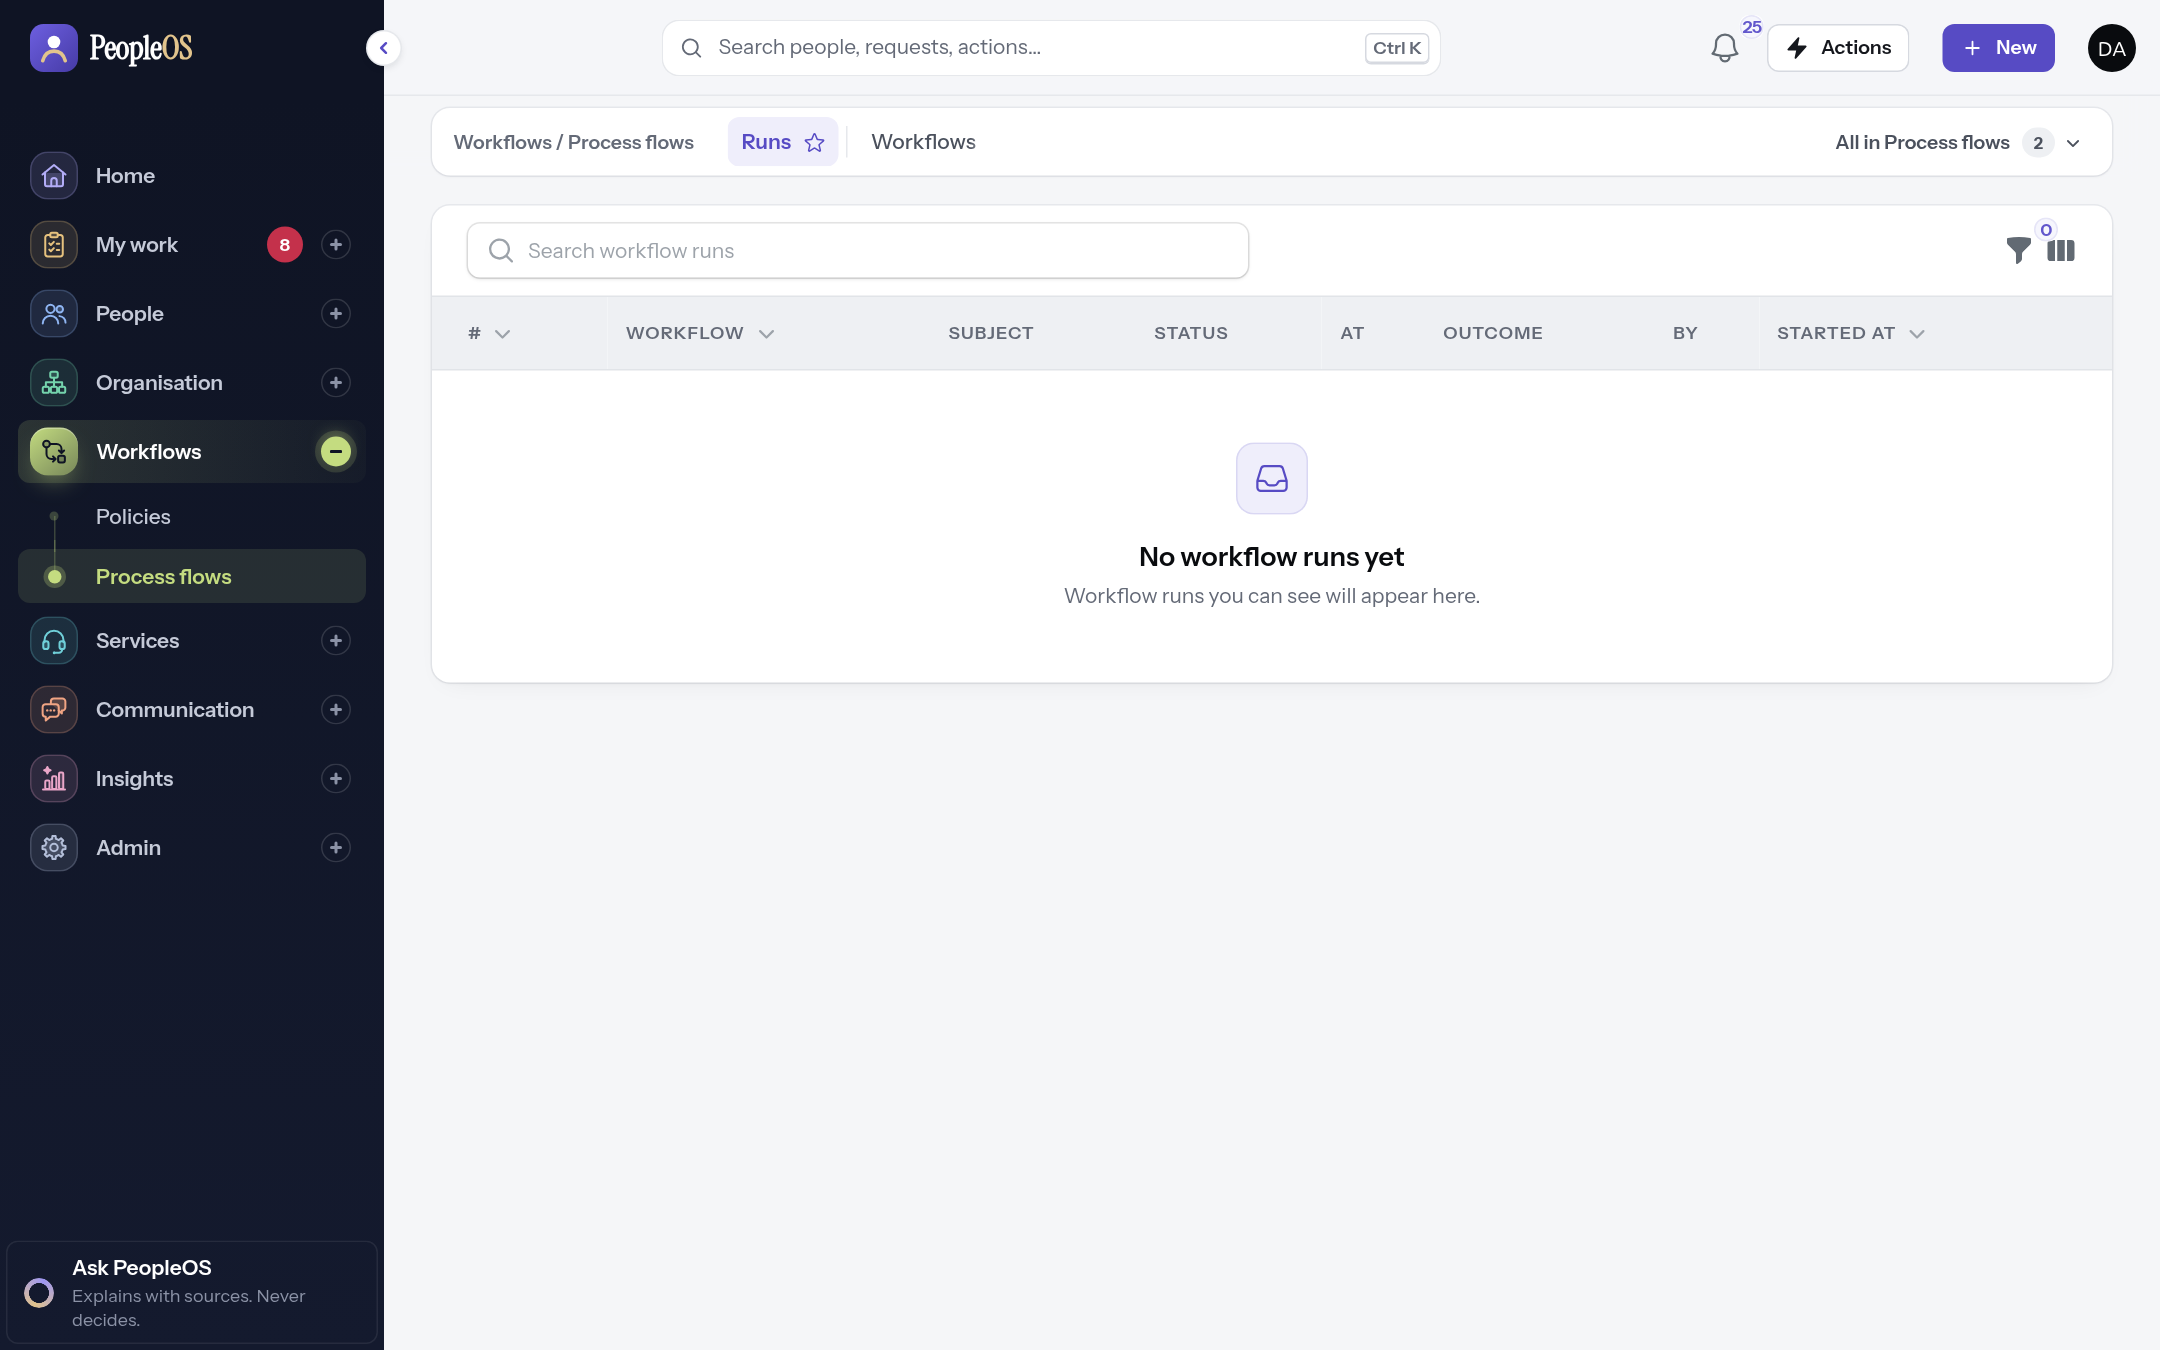 PeopleOS
Search people, requests, actions...
Ctrl K
25
Actions
New
DA
Home
My work
8
People
Organisation
Workflows
Policies
Process flows
Services
Communication
Insights
Admin
Ask PeopleOS
Explains with sources. Never
decides.
Workflows / Process flows
Runs
Workflows
All in Process flows
2
Search workflow runs
0
# WORKFLOW SUBJECT STATUS AT OUTCOME BY STARTED AT
No workflow runs yet
Workflow runs you can see will appear here.